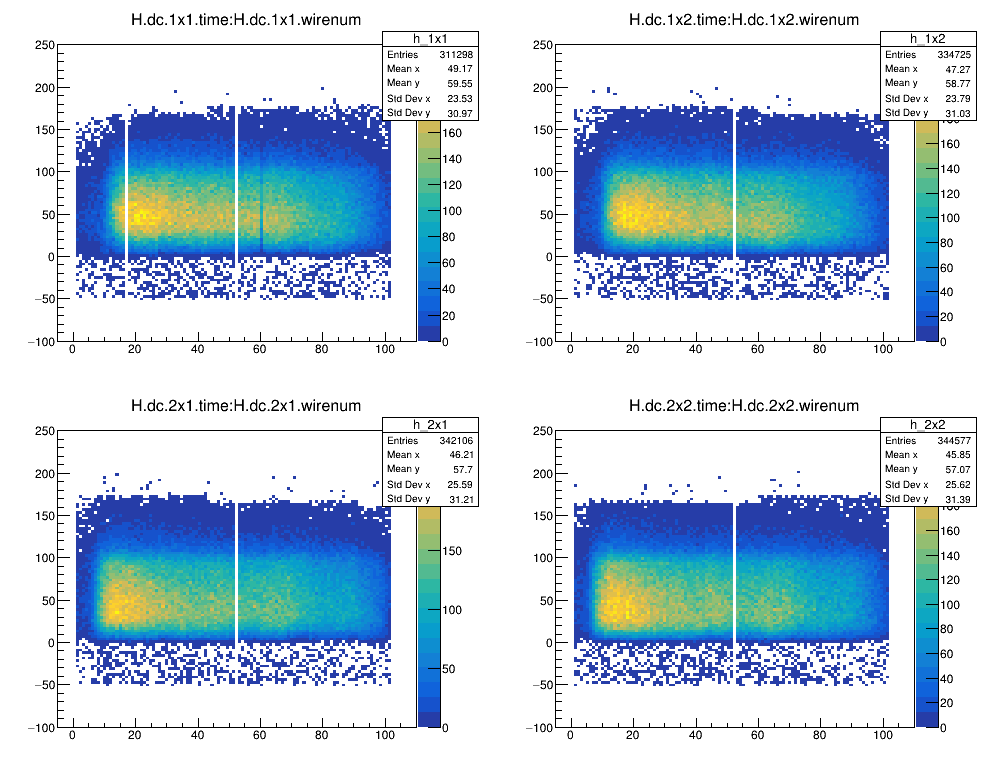 H.dc.1x1.time:H.dc.1x1.wirenum
h_1x1
Entries 311298
Mean x 49.17
Mean y 59.55
Std Dev x 23.53
Std Dev y 30.97
250
200
150
100
50
0
−50
−100
0 20 40 60 80 100
160
140
120
100
80
60
40
20
0
H.dc.1x2.time:H.dc.1x2.wirenum
h_1x2
Entries 334725
Mean x 47.27
Mean y 58.77
Std Dev x 23.79
Std Dev y 31.03
250
200
150
100
50
0
−50
−100
0 20 40 60 80 100
160
140
120
100
80
60
40
20
0
H.dc.2x1.time:H.dc.2x1.wirenum
h_2x1
Entries 342106
Mean x 46.21
Mean y 57.7
Std Dev x 25.59
Std Dev y 31.21
250
200
150
100
50
0
−50
−100
0 20 40 60 80 100
150
100
50
0
H.dc.2x2.time:H.dc.2x2.wirenum
h_2x2
Entries 344577
Mean x 45.85
Mean y 57.07
Std Dev x 25.62
Std Dev y 31.39
250
200
150
100
50
0
−50
−100
0 20 40 60 80 100
160
140
120
100
80
60
40
20
0